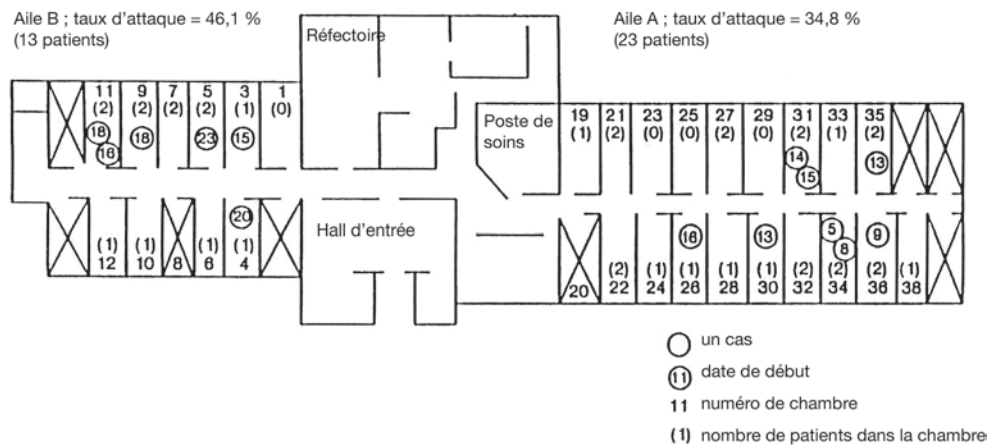 Aile B ; taux d'attaque = 46,1 %
(13 patients)
Aile A ; taux d'attaque = 34,8 %
(23 patients)
Réfectoire
11 9 7 5 3 1
(2) (2) (2) (2) (1) (0)
18 18 23 15
16
19 21 23 25 27 29 31 33 35
(1) (2) (0) (0) (2) (0) (2) (1) (2)
Poste de
soins
14 13
15
20
Hall d'entrée
(1) (1) (1) (1)
12 10 8 6 4
16 13 5 9
8
(2) (1) (1) (1) (1) (2) (2) (2) (1)
20 22 24 26 28 30 32 34 36 38
un cas
11 date de début
11 numéro de chambre
(1) nombre de patients dans la chambre